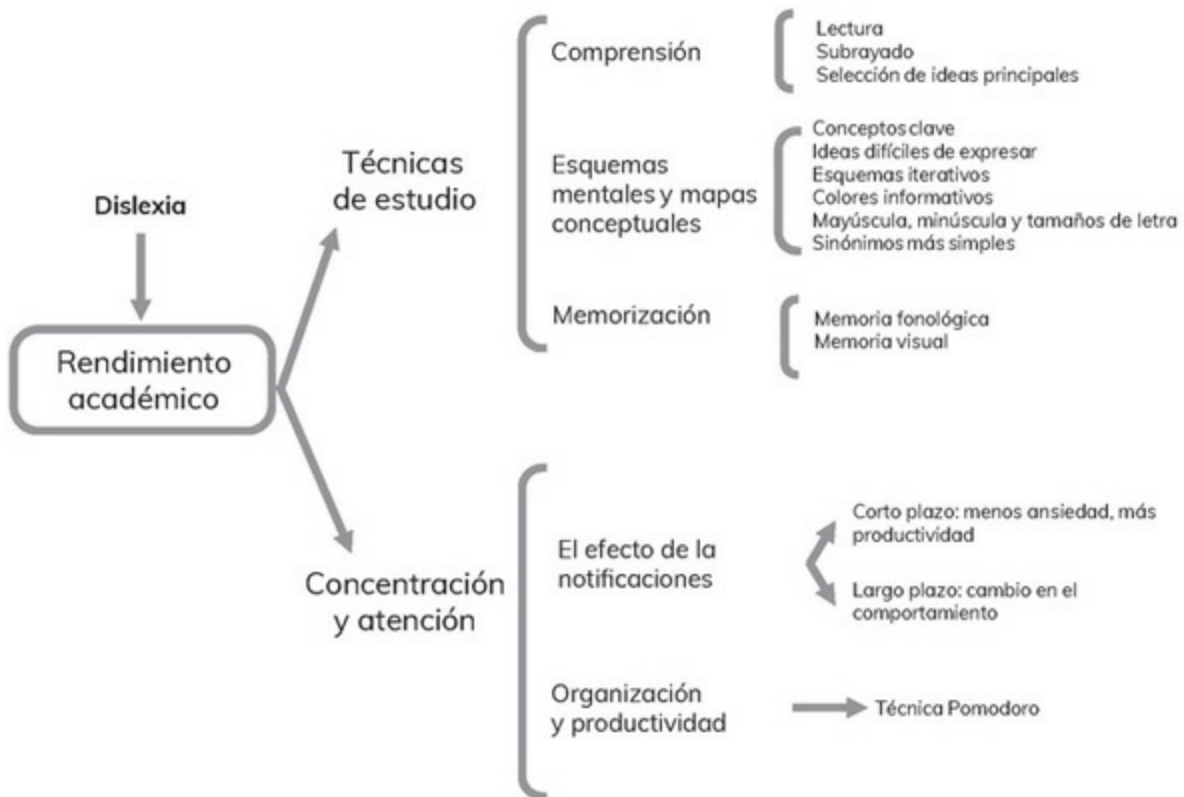 Dislexia
Rendimiento
académico
Técnicas
de estudio
Comprensión
Lectura
Subrayado
Selección de ideas principales
Esquemas
mentales y mapas
conceptuales
Conceptos clave
Ideas difíciles de expresar
Esquemas iterativos
Colores informativos
Mayúscula, minúscula y tamaños de letra
Sinónimos más simples
Memorización
Memoria fonológica
Memoria visual
Concentración
y atención
El efecto de la
notificaciones
Corto plazo: menos ansiedad, más
productividad
Largo plazo: cambio en el
comportamiento
Organización
y productividad
Técnica Pomodoro